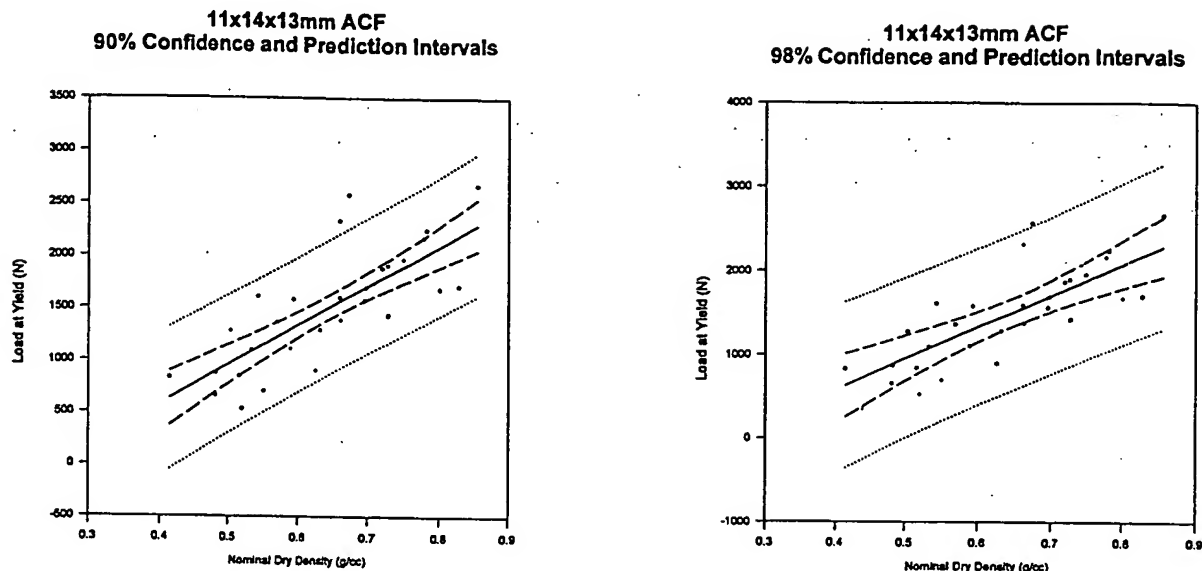 11x14x13mm ACF
90% Confidence and Prediction Intervals
3500
3000
2500
2000
1500
1000
500
0
-500
Load at Yield (N)
0.3 0.4 0.5 0.6 0.7 0.8 0.9
Nominal Dry Density (g/cc)
11x14x13mm ACF
98% Confidence and Prediction Intervals
4000
3000
2000
1000
0
-1000
Load at Yield (N)
0.3 0.4 0.5 0.6 0.7 0.8 0.9
Nominal Dry Density (g/cc)